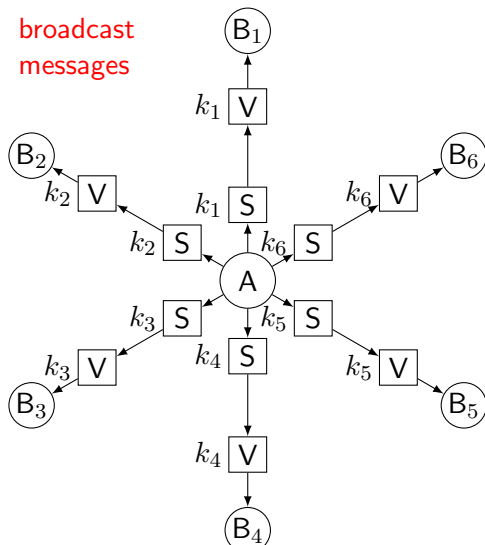 broadcast
messages
B₁
k₁ V
B₂ B₆
k₂ V k₆ V
k₁ S
k₂ S k₆ S
A
k₃ S k₅ S
k₄ S
k₃ V k₅ V
B₃ B₅
k₄ V
B₄